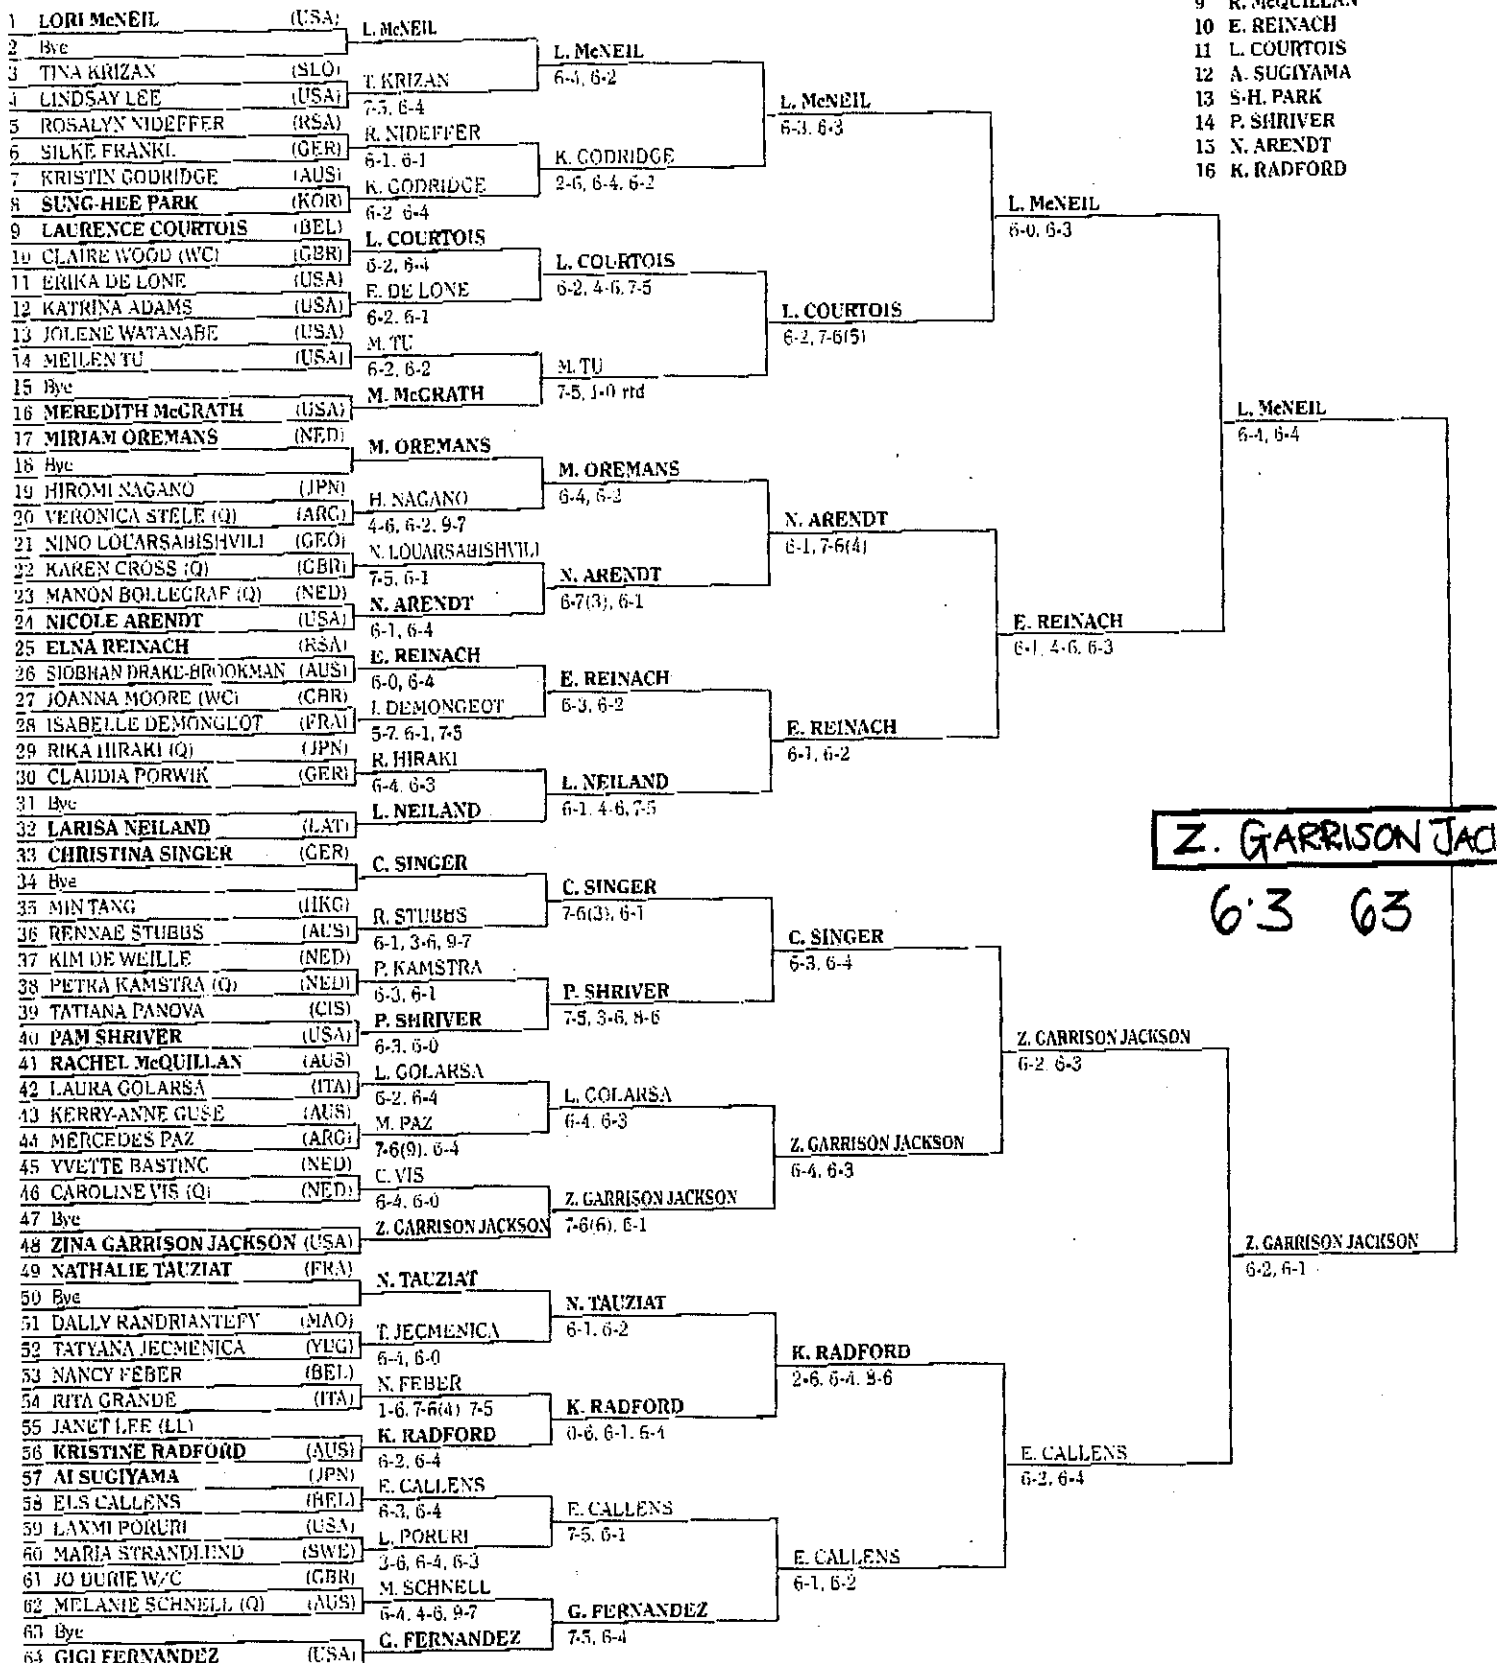 9 R. McQUILLAN
10 E. REINACH
11 L. COURTOIS
12 A. SUGIYAMA
13 S-H. PARK
14 P. SHRIVER
15 N. ARENDT
16 K. RADFORD
1 LORI McNEIL (USA)
2 Bye
3 TINA KRIZAN (SLO)
4 LINDSAY LEE (USA)
5 ROSALYN NIDEFFER (RSA)
6 SILKE FRANKL (GER)
7 KRISTIN GODRIDGE (AUS)
8 SUNG-HEE PARK (KOR)
9 LAURENCE COURTOIS (BEL)
10 CLAIRE WOOD (WC) (GBR)
11 ERIKA DE LONE (USA)
12 KATRINA ADAMS (USA)
13 JOLENE WATANABE (USA)
14 MEILEN TU (USA)
15 Bye
16 MEREDITH McGRATH (USA)
17 MIRJAM OREMANS (NED)
18 Bye
19 HIROMI NAGANO (JPN)
20 VERONICA STELE (Q) (ARG)
21 NINO LOUARSABISHVILI (GEO)
22 KAREN CROSS (Q) (GBR)
23 MANON BOLLEGRAF (Q) (NED)
24 NICOLE ARENDT (USA)
25 ELNA REINACH (RSA)
26 SIOBHAN DRAKE-BROOKMAN (AUS)
27 JOANNA MOORE (WC) (GBR)
28 ISABELLE DEMONGEOT (FRA)
29 RIKA HIRAKI (Q) (JPN)
30 CLAUDIA PORWIK (GER)
31 Bye
32 LARISA NEILAND (LAT)
33 CHRISTINA SINGER (GER)
34 Bye
35 MIN TANG (HKG)
36 RENNAE STUBBS (AUS)
37 KIM DE WEILLE (NED)
38 PETRA KAMSTRA (Q) (NED)
39 TATIANA PANOVA (CIS)
40 PAM SHRIVER (USA)
41 RACHEL McQUILLAN (AUS)
42 LAURA GOLARSA (ITA)
43 KERRY-ANNE GUSE (AUS)
44 MERCEDES PAZ (ARG)
45 YVETTE BASTING (NED)
46 CAROLINE VIS (Q) (NED)
47 Bye
48 ZINA GARRISON JACKSON (USA)
49 NATHALIE TAUZIAT (FRA)
50 Bye
51 DALLY RANDRIANTEFY (MAO)
52 TATYANA JECMENICA (YUG)
53 NANCY FEBER (BEL)
54 RITA GRANDE (ITA)
55 JANET LEE (LL)
56 KRISTINE RADFORD (AUS)
57 AI SUGIYAMA (JPN)
58 ELS CALLENS (BEL)
59 LAXMI PORURI (USA)
60 MARIA STRANDLUND (SWE)
61 JO DURIE W/C (GBR)
62 MELANIE SCHNELL (Q) (AUS)
63 Bye
64 GIGI FERNANDEZ (USA)
L. McNEIL
T. KRIZAN
7-5, 6-4
R. NIDEFFER
6-1, 6-1
K. GODRIDGE
6-2 6-4
L. COURTOIS
6-2, 6-4
E. DE LONE
6-2, 6-1
M. TU
6-2, 6-2
M. McGRATH
M. OREMANS
H. NAGANO
4-6, 6-2, 9-7
N. LOUARSABISHVILI
7-5, 6-1
N. ARENDT
6-1, 6-4
E. REINACH
6-0, 6-4
I. DEMONGEOT
5-7, 6-1, 7-5
R. HIRAKI
6-4, 6-3
L. NEILAND
C. SINGER
R. STUBBS
6-1, 3-6, 9-7
P. KAMSTRA
6-3, 6-1
P. SHRIVER
6-3, 6-0
L. GOLARSA
6-2, 6-4
M. PAZ
7-6(9), 6-4
C. VIS
6-4, 6-0
Z. GARRISON JACKSON
N. TAUZIAT
T. JECMENICA
6-4, 6-0
N. FEBER
1-6, 7-6(4) 7-5
K. RADFORD
6-2, 6-4
E. CALLENS
6-3, 6-4
L. PORURI
3-6, 6-4, 6-3
M. SCHNELL
6-4, 4-6, 9-7
G. FERNANDEZ
L. McNEIL
6-4, 6-2
K. GODRIDGE
2-6, 6-4, 6-2
L. COURTOIS
6-2, 4-6, 7-5
M. TU
7-5, 1-0 rtd
M. OREMANS
6-4, 6-2
N. ARENDT
6-7(3), 6-1
E. REINACH
6-3, 6-2
L. NEILAND
6-1, 4-6, 7-5
C. SINGER
7-6(3), 6-1
P. SHRIVER
7-5, 3-6, 8-6
L. GOLARSA
6-4, 6-3
Z. GARRISON JACKSON
7-6(6), 6-1
N. TAUZIAT
6-1, 6-2
K. RADFORD
0-6, 6-1, 6-4
E. CALLENS
7-5, 6-1
G. FERNANDEZ
7-5, 6-4
L. McNEIL
6-3, 6-3
L. COURTOIS
6-2, 7-6(5)
N. ARENDT
6-1, 7-6(4)
E. REINACH
6-1, 6-2
C. SINGER
6-3, 6-4
Z. GARRISON JACKSON
6-4, 6-3
K. RADFORD
2-6, 6-4, 8-6
E. CALLENS
6-1, 6-2
L. McNEIL
6-0, 6-3
E. REINACH
6-1, 4-6, 6-3
Z. GARRISON JACKSON
6-2, 6-3
E. CALLENS
6-2, 6-4
L. McNEIL
6-4, 6-4
Z. GARRISON JACKSON
6-2, 6-1
Z. GARRISON JAC
6·3 63